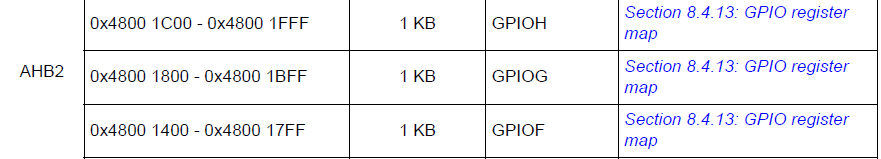 0x4800 1C00 - 0x4800 1FFF 1 KB GPIOH Section 8.4.13: GPIO register
map
AHB2 0x4800 1800 - 0x4800 1BFF 1 KB GPIOG Section 8.4.13: GPIO register
map
0x4800 1400 - 0x4800 17FF 1 KB GPIOF Section 8.4.13: GPIO register
map